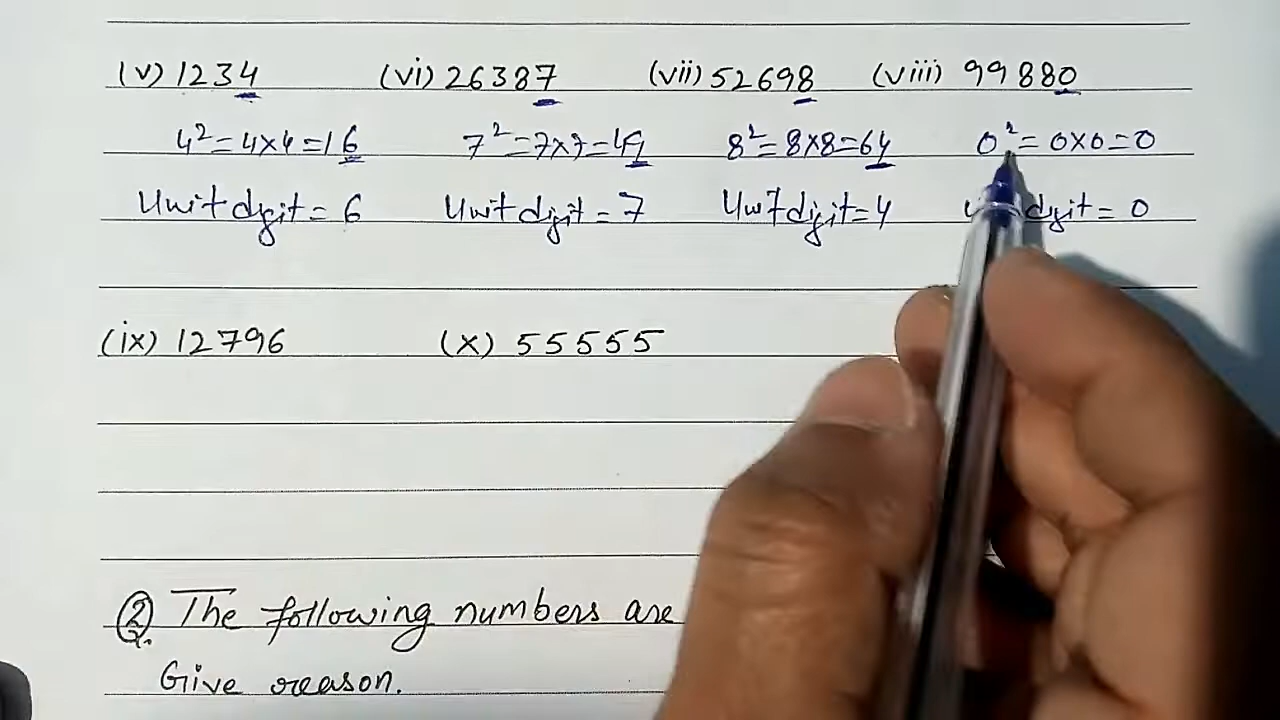 (v) 1234 (vi) 26387 (vii) 52698 (viii) 99880
4² = 4×4 = 16 7² = 7×7 = 49 8² = 8×8 = 64 0² = 0×0 = 0
Unit digit = 6 Unit digit = 7 Unit digit = 4 digit = 0
(ix) 12796 (x) 55555
Q2. The following numbers are
Give reason.